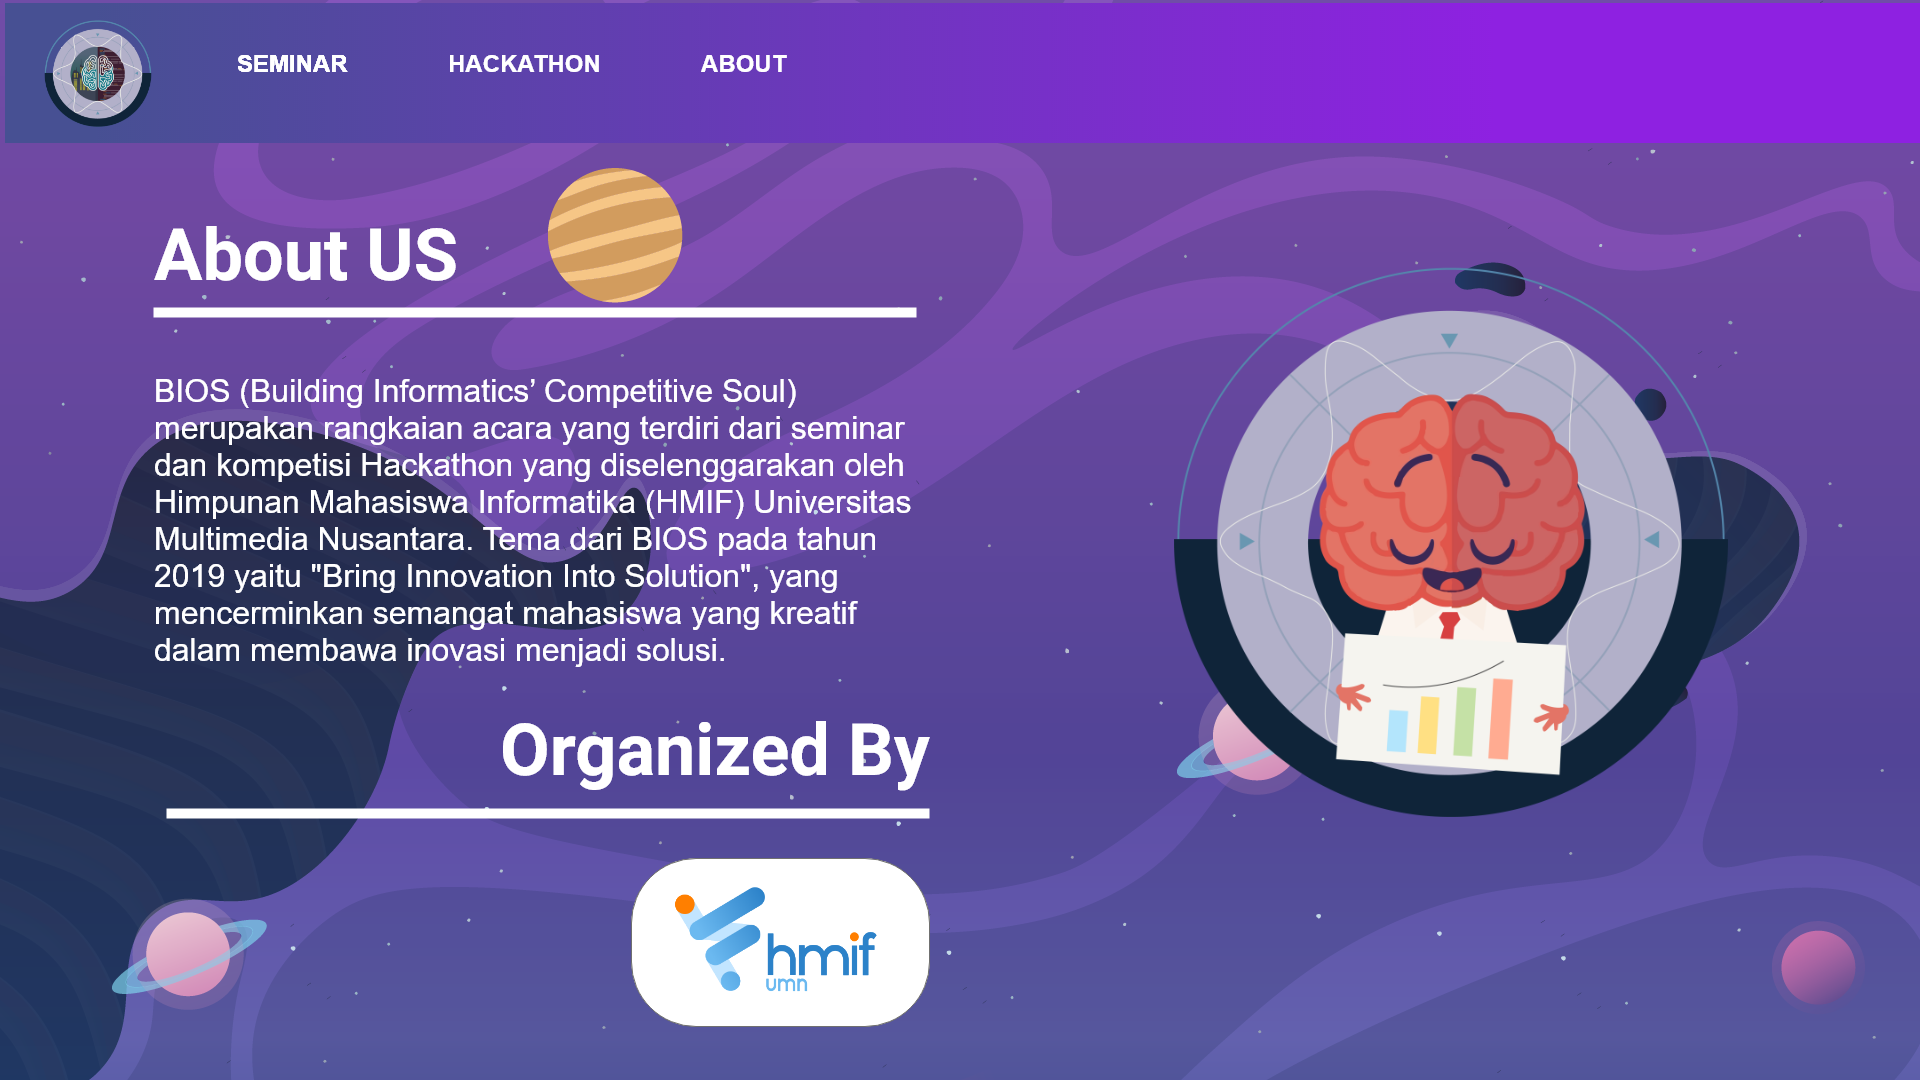 SEMINAR HACKATHON ABOUT
About US
BIOS (Building Informatics’ Competitive Soul)
merupakan rangkaian acara yang terdiri dari seminar
dan kompetisi Hackathon yang diselenggarakan oleh
Himpunan Mahasiswa Informatika (HMIF) Universitas
Multimedia Nusantara. Tema dari BIOS pada tahun
2019 yaitu "Bring Innovation Into Solution", yang
mencerminkan semangat mahasiswa yang kreatif
dalam membawa inovasi menjadi solusi.
Organized By
hmif
umn